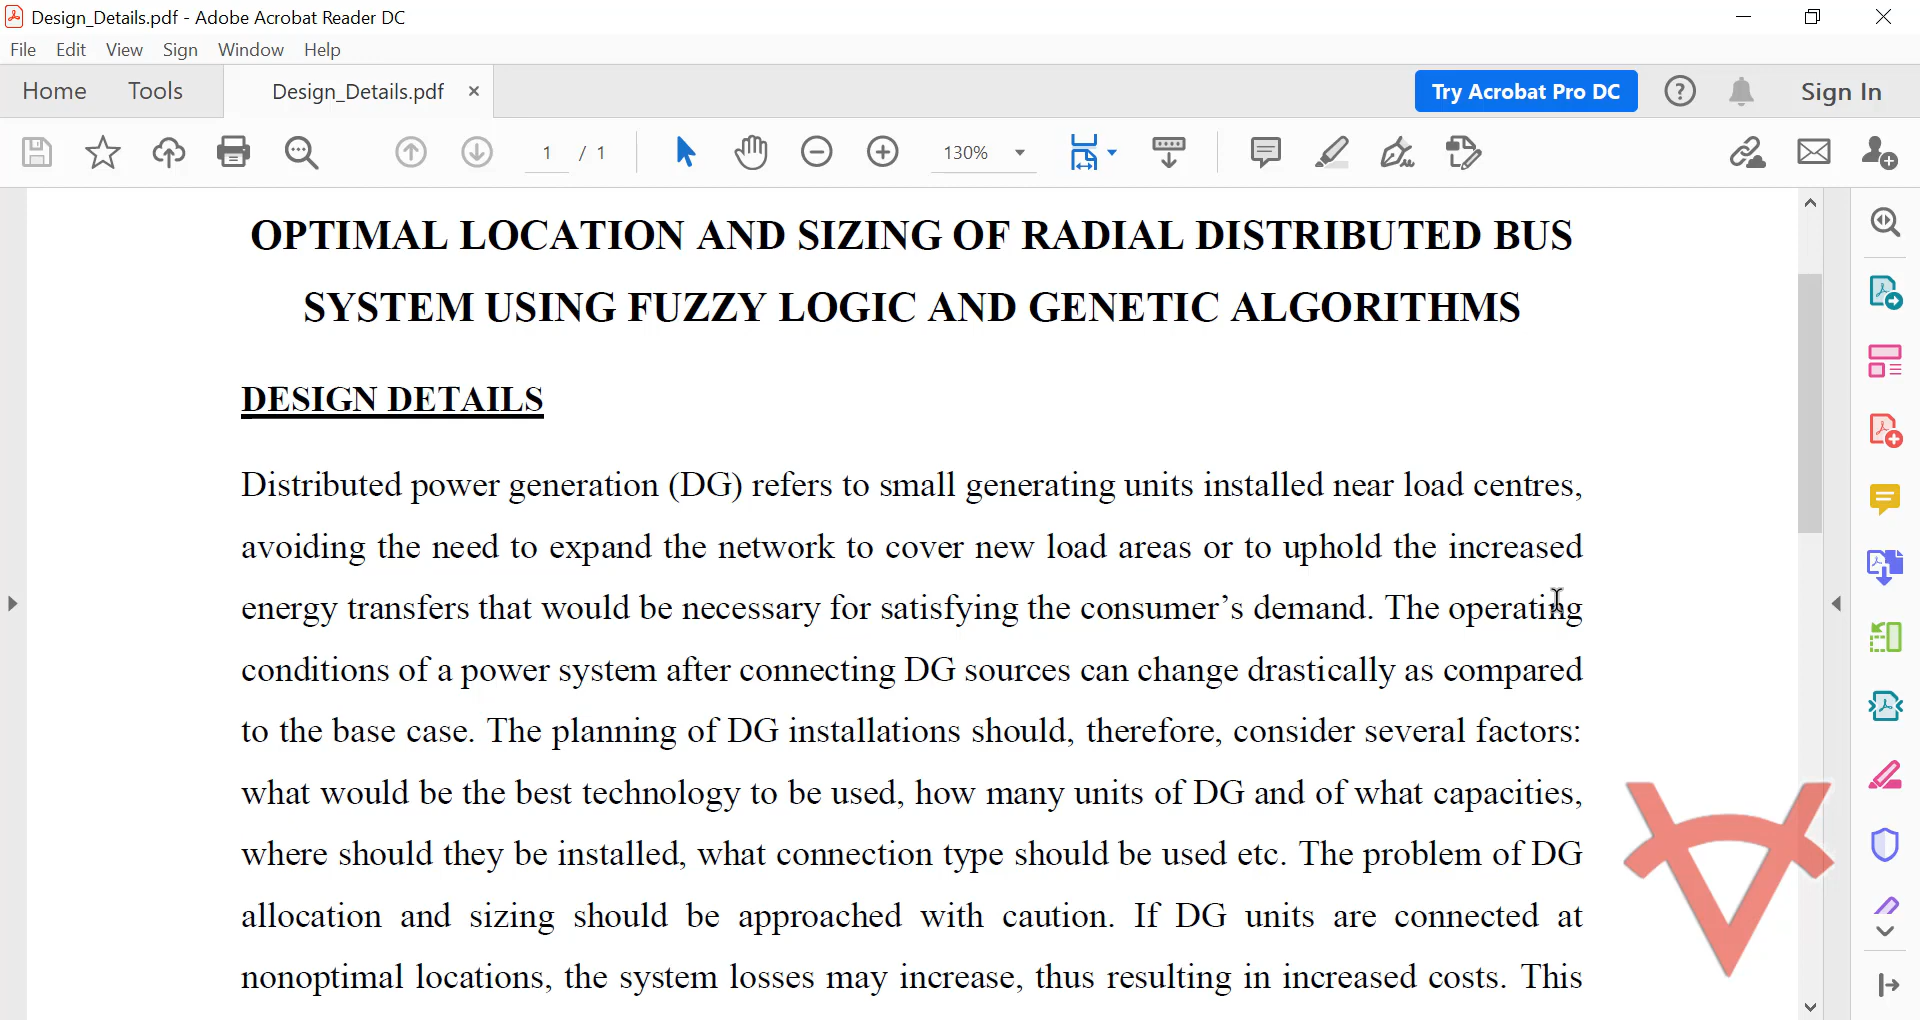 Design_Details.pdf - Adobe Acrobat Reader DC
File Edit View Sign Window Help
Home Tools Design_Details.pdf × Try Acrobat Pro DC ? Sign In
1 / 1 130%
OPTIMAL LOCATION AND SIZING OF RADIAL DISTRIBUTED BUS
SYSTEM USING FUZZY LOGIC AND GENETIC ALGORITHMS
DESIGN DETAILS
Distributed power generation (DG) refers to small generating units installed near load centres,
avoiding the need to expand the network to cover new load areas or to uphold the increased
energy transfers that would be necessary for satisfying the consumer’s demand. The operating
conditions of a power system after connecting DG sources can change drastically as compared
to the base case. The planning of DG installations should, therefore, consider several factors:
what would be the best technology to be used, how many units of DG and of what capacities,
where should they be installed, what connection type should be used etc. The problem of DG
allocation and sizing should be approached with caution. If DG units are connected at
nonoptimal locations, the system losses may increase, thus resulting in increased costs. This